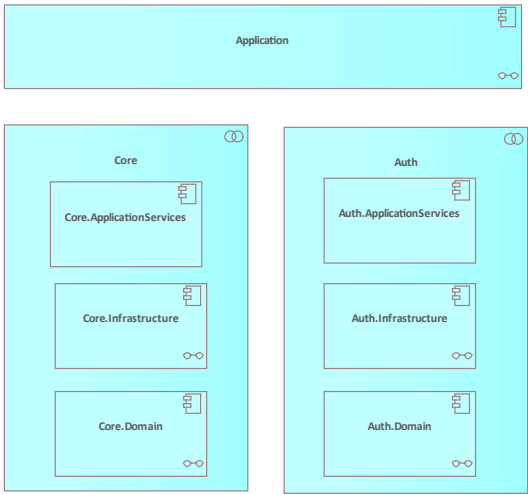 Application
Core
Auth
Core.ApplicationServices
Auth.ApplicationServices
Core.Infrastructure
Auth.Infrastructure
Core.Domain
Auth.Domain